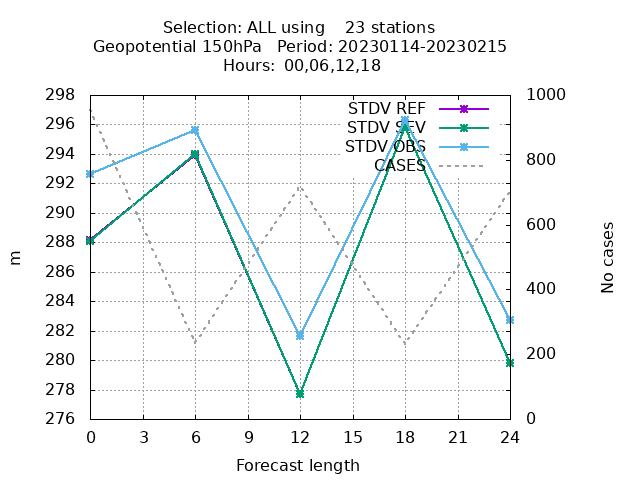 Selection: ALL using    23 stations
Geopotential 150hPa   Period: 20230114-20230215
Hours: 00,06,12,18
STDV REF
STDV SFV
STDV OBS
CASES
298
296
294
292
290
288
286
284
282
280
278
276
1000
800
600
400
200
0
m
No cases
0 3 6 9 12 15 18 21 24
Forecast length